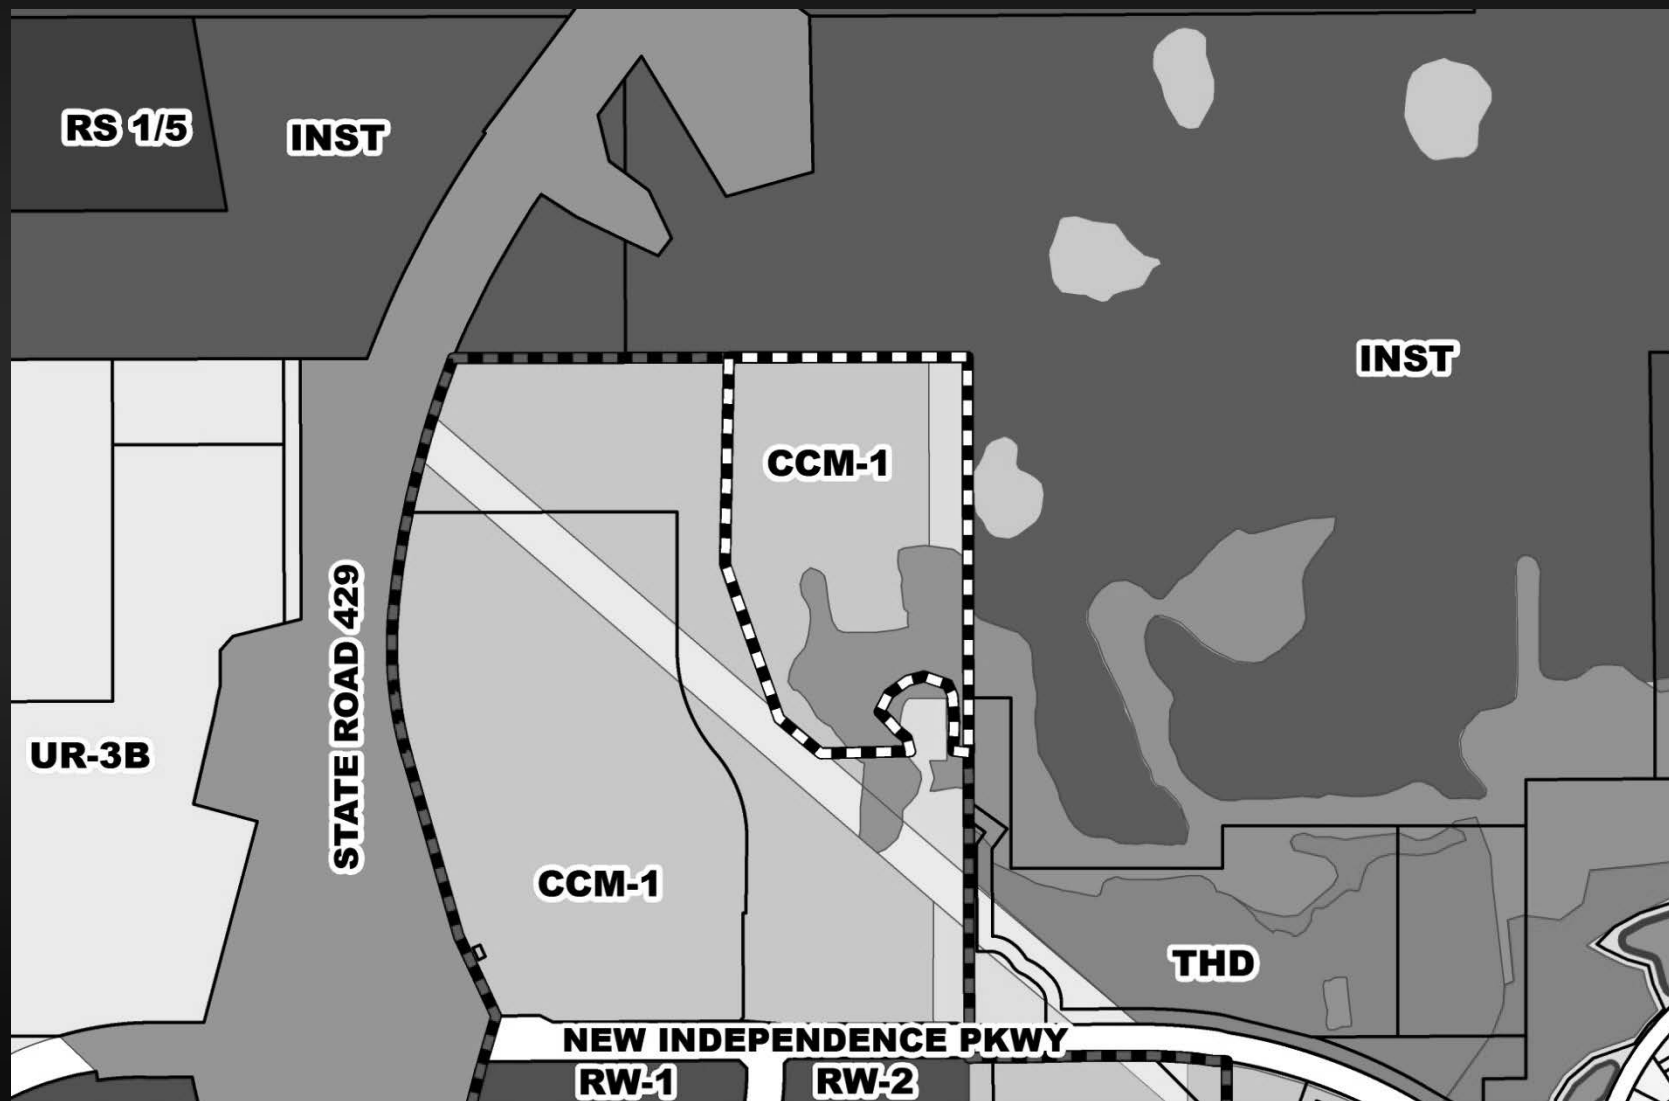 RS 1/5
INST
INST
CCM-1
UR-3B
STATE ROAD 429
CCM-1
THD
NEW INDEPENDENCE PKWY
RW-1
RW-2